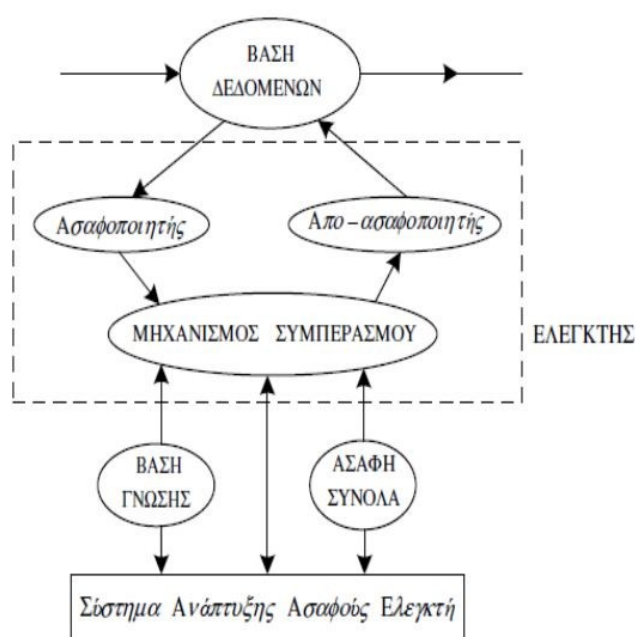 ΒΑΣΗ
ΔΕΔΟΜΕΝΩΝ
Ασαφοποιητής
Απο-ασαφοποιητής
ΜΗΧΑΝΙΣΜΟΣ ΣΥΜΠΕΡΑΣΜΟΥ
ΕΛΕΓΚΤΗΣ
ΒΑΣΗ
ΓΝΩΣΗΣ
ΑΣΑΦΗ
ΣΥΝΟΛΑ
Σύστημα Ανάπτυξης Ασαφούς Ελεγκτή